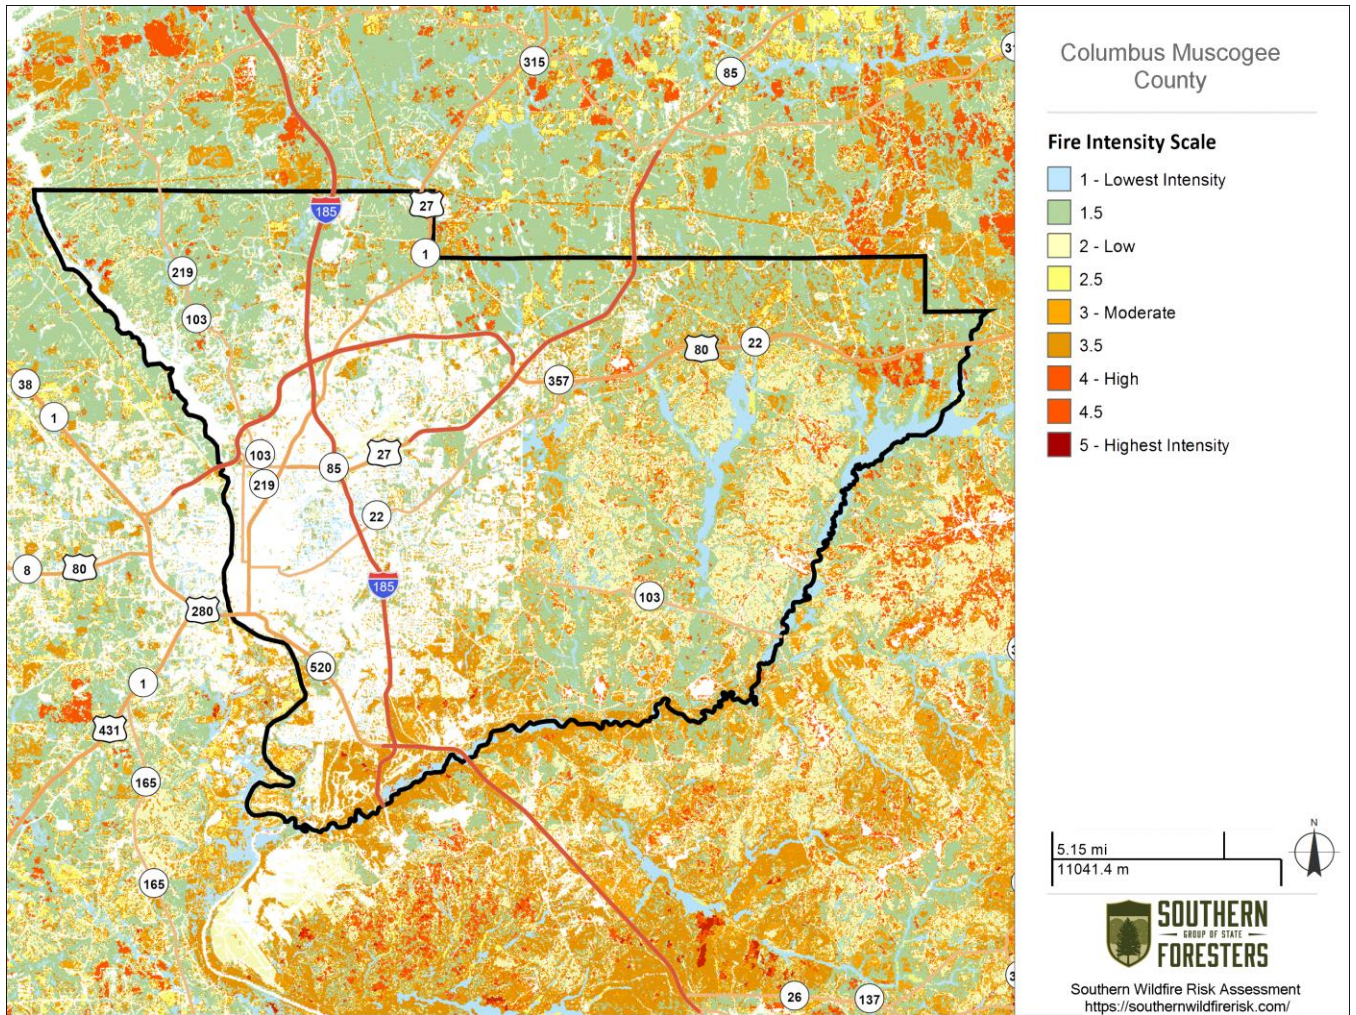 315
85
31
27
185
1
219
103
38
1
80
22
357
103
27
85
219
22
8
80
185
103
280
520
1
431
165
165
26
137
Columbus Muscogee
County
Fire Intensity Scale
1 - Lowest Intensity
1.5
2 - Low
2.5
3 - Moderate
3.5
4 - High
4.5
5 - Highest Intensity
N
5.15 mi
11041.4 m
SOUTHERN
GROUP OF STATE
FORESTERS
Southern Wildfire Risk Assessment
https://southernwildfirerisk.com/